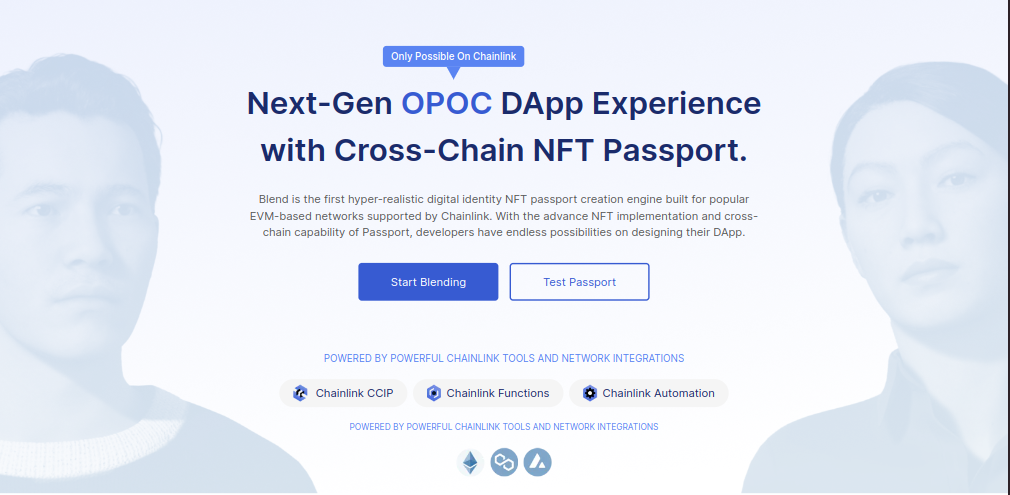 Only Possible On Chainlink
Next-Gen OPOC DApp Experience
with Cross-Chain NFT Passport.
Blend is the first hyper-realistic digital identity NFT passport creation engine built for popular
EVM-based networks supported by Chainlink. With the advance NFT implementation and cross-
chain capability of Passport, developers have endless possibilities on designing their DApp.
Start Blending
Test Passport
POWERED BY POWERFUL CHAINLINK TOOLS AND NETWORK INTEGRATIONS
Chainlink CCIP
Chainlink Functions
Chainlink Automation
POWERED BY POWERFUL CHAINLINK TOOLS AND NETWORK INTEGRATIONS